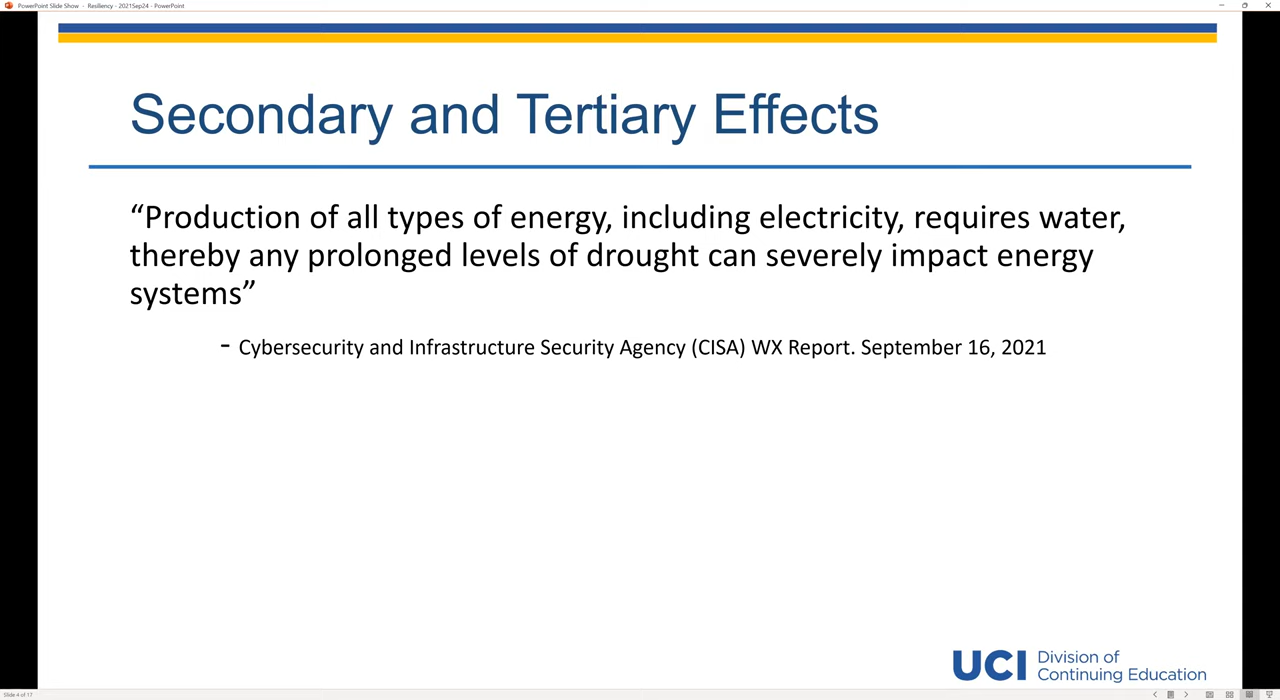 PowerPoint Slide Show - Resiliency - 2021Sep24 - PowerPoint
Secondary and Tertiary Effects
“Production of all types of energy, including electricity, requires water,
thereby any prolonged levels of drought can severely impact energy
systems”
- Cybersecurity and Infrastructure Security Agency (CISA) WX Report. September 16, 2021
UCI Division of
Continuing Education
Slide 4 of 17